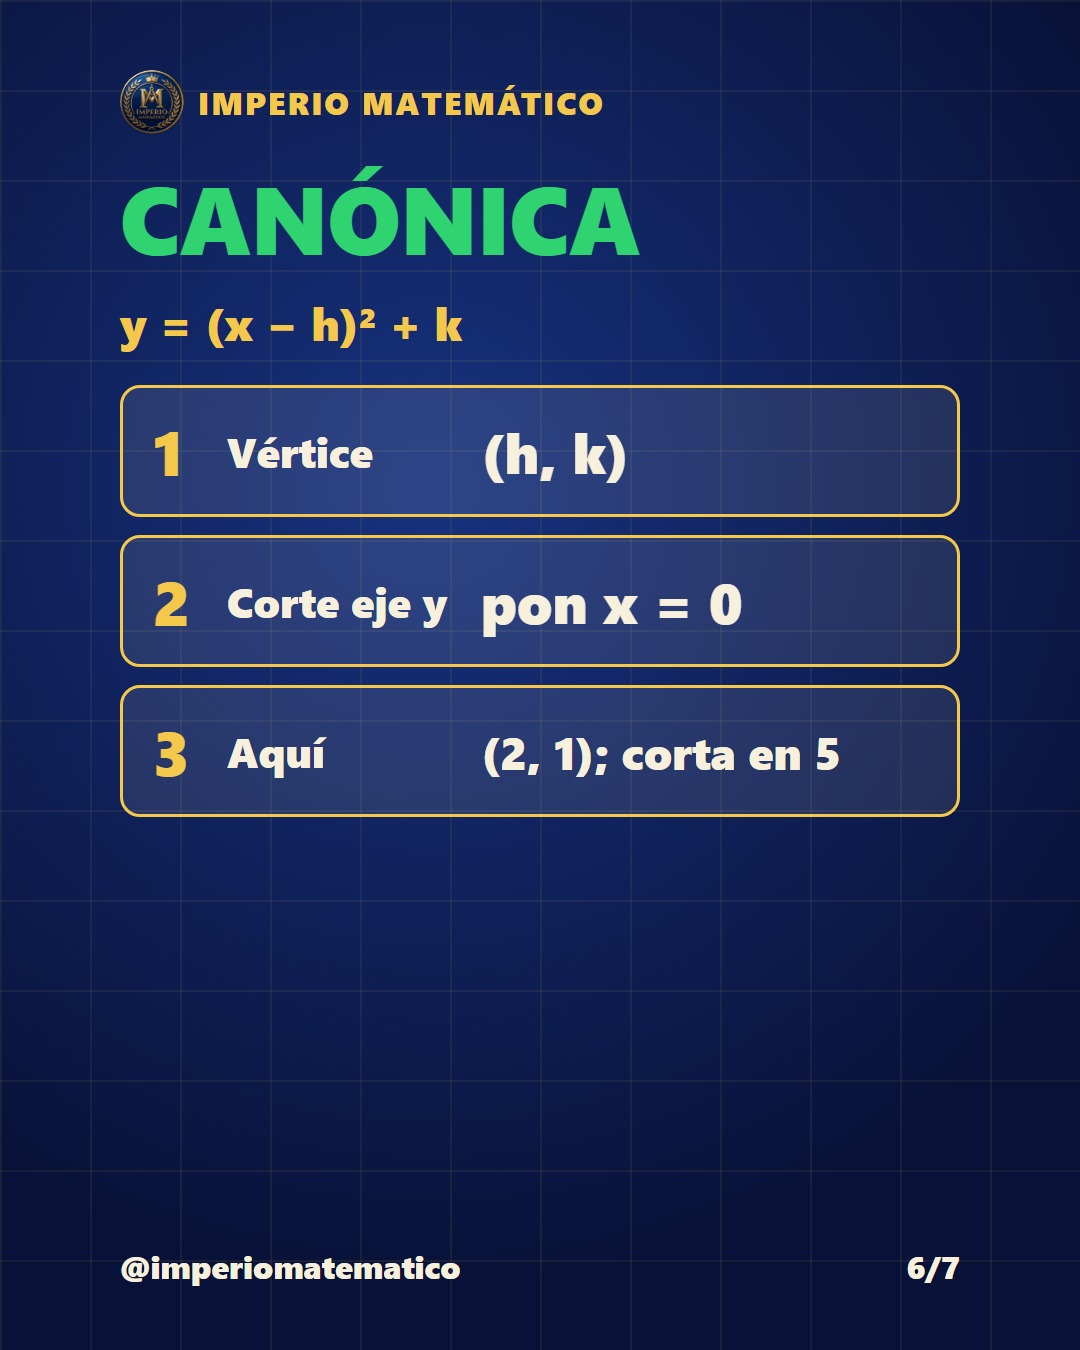 IMPERIO MATEMÁTICO
CANÓNICA
y = (x − h)² + k
1 Vértice (h, k)
2 Corte eje y pon x = 0
3 Aquí (2, 1); corta en 5
@imperiomatematico 6/7